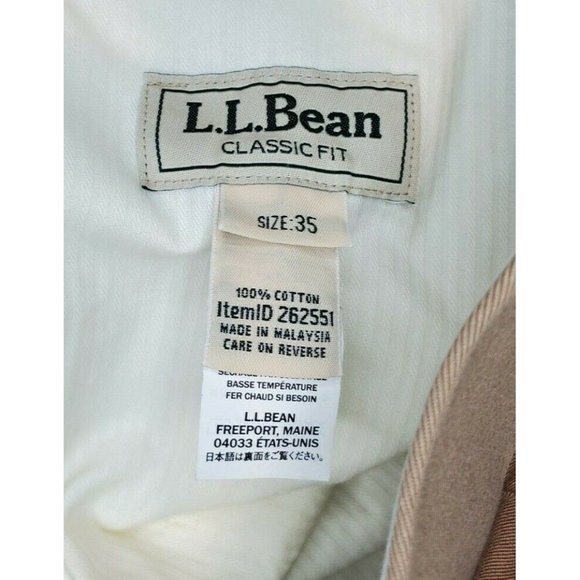 L.L.Bean
CLASSIC FIT
SIZE:35
100% COTTON
ItemID 262551
MADE IN MALAYSIA
CARE ON REVERSE
BASSE TEMPÉRATURE
FER CHAUD SI BESOIN
L.L.BEAN
FREEPORT, MAINE
04033 ÉTATS-UNIS
日本語は裏面をご覧ください。